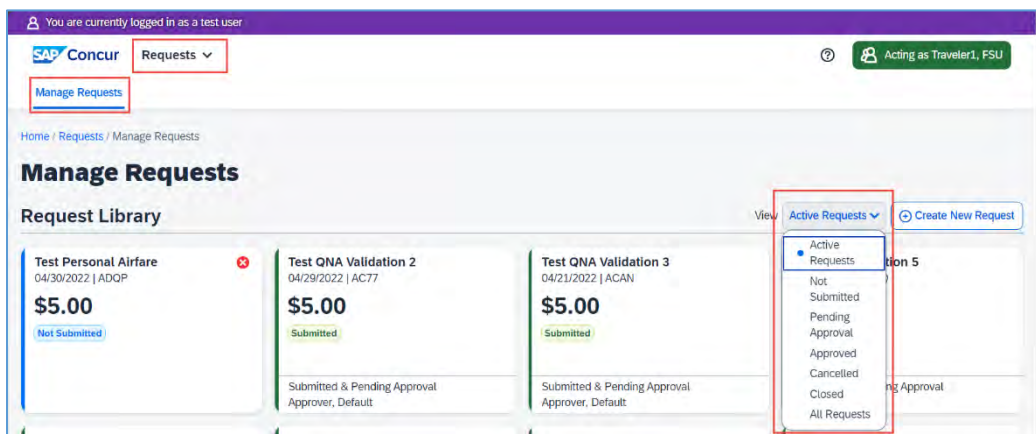 You are currently logged in as a test user
SAP Concur Requests
Acting as Traveler1, FSU
Manage Requests
Home / Requests / Manage Requests
Manage Requests
Request Library
View Active Requests
Create New Request
Test Personal Airfare
04/30/2022 | ADQP
$5.00
Not Submitted
Test QNA Validation 2
04/29/2022 | AC77
$5.00
Submitted
Submitted & Pending Approval
Approver, Default
Test QNA Validation 3
04/21/2022 | ACAN
$5.00
Submitted
Submitted & Pending Approval
Approver, Default
tion 5
ng Approval
Active
Requests
Not
Submitted
Pending
Approval
Approved
Cancelled
Closed
All Requests